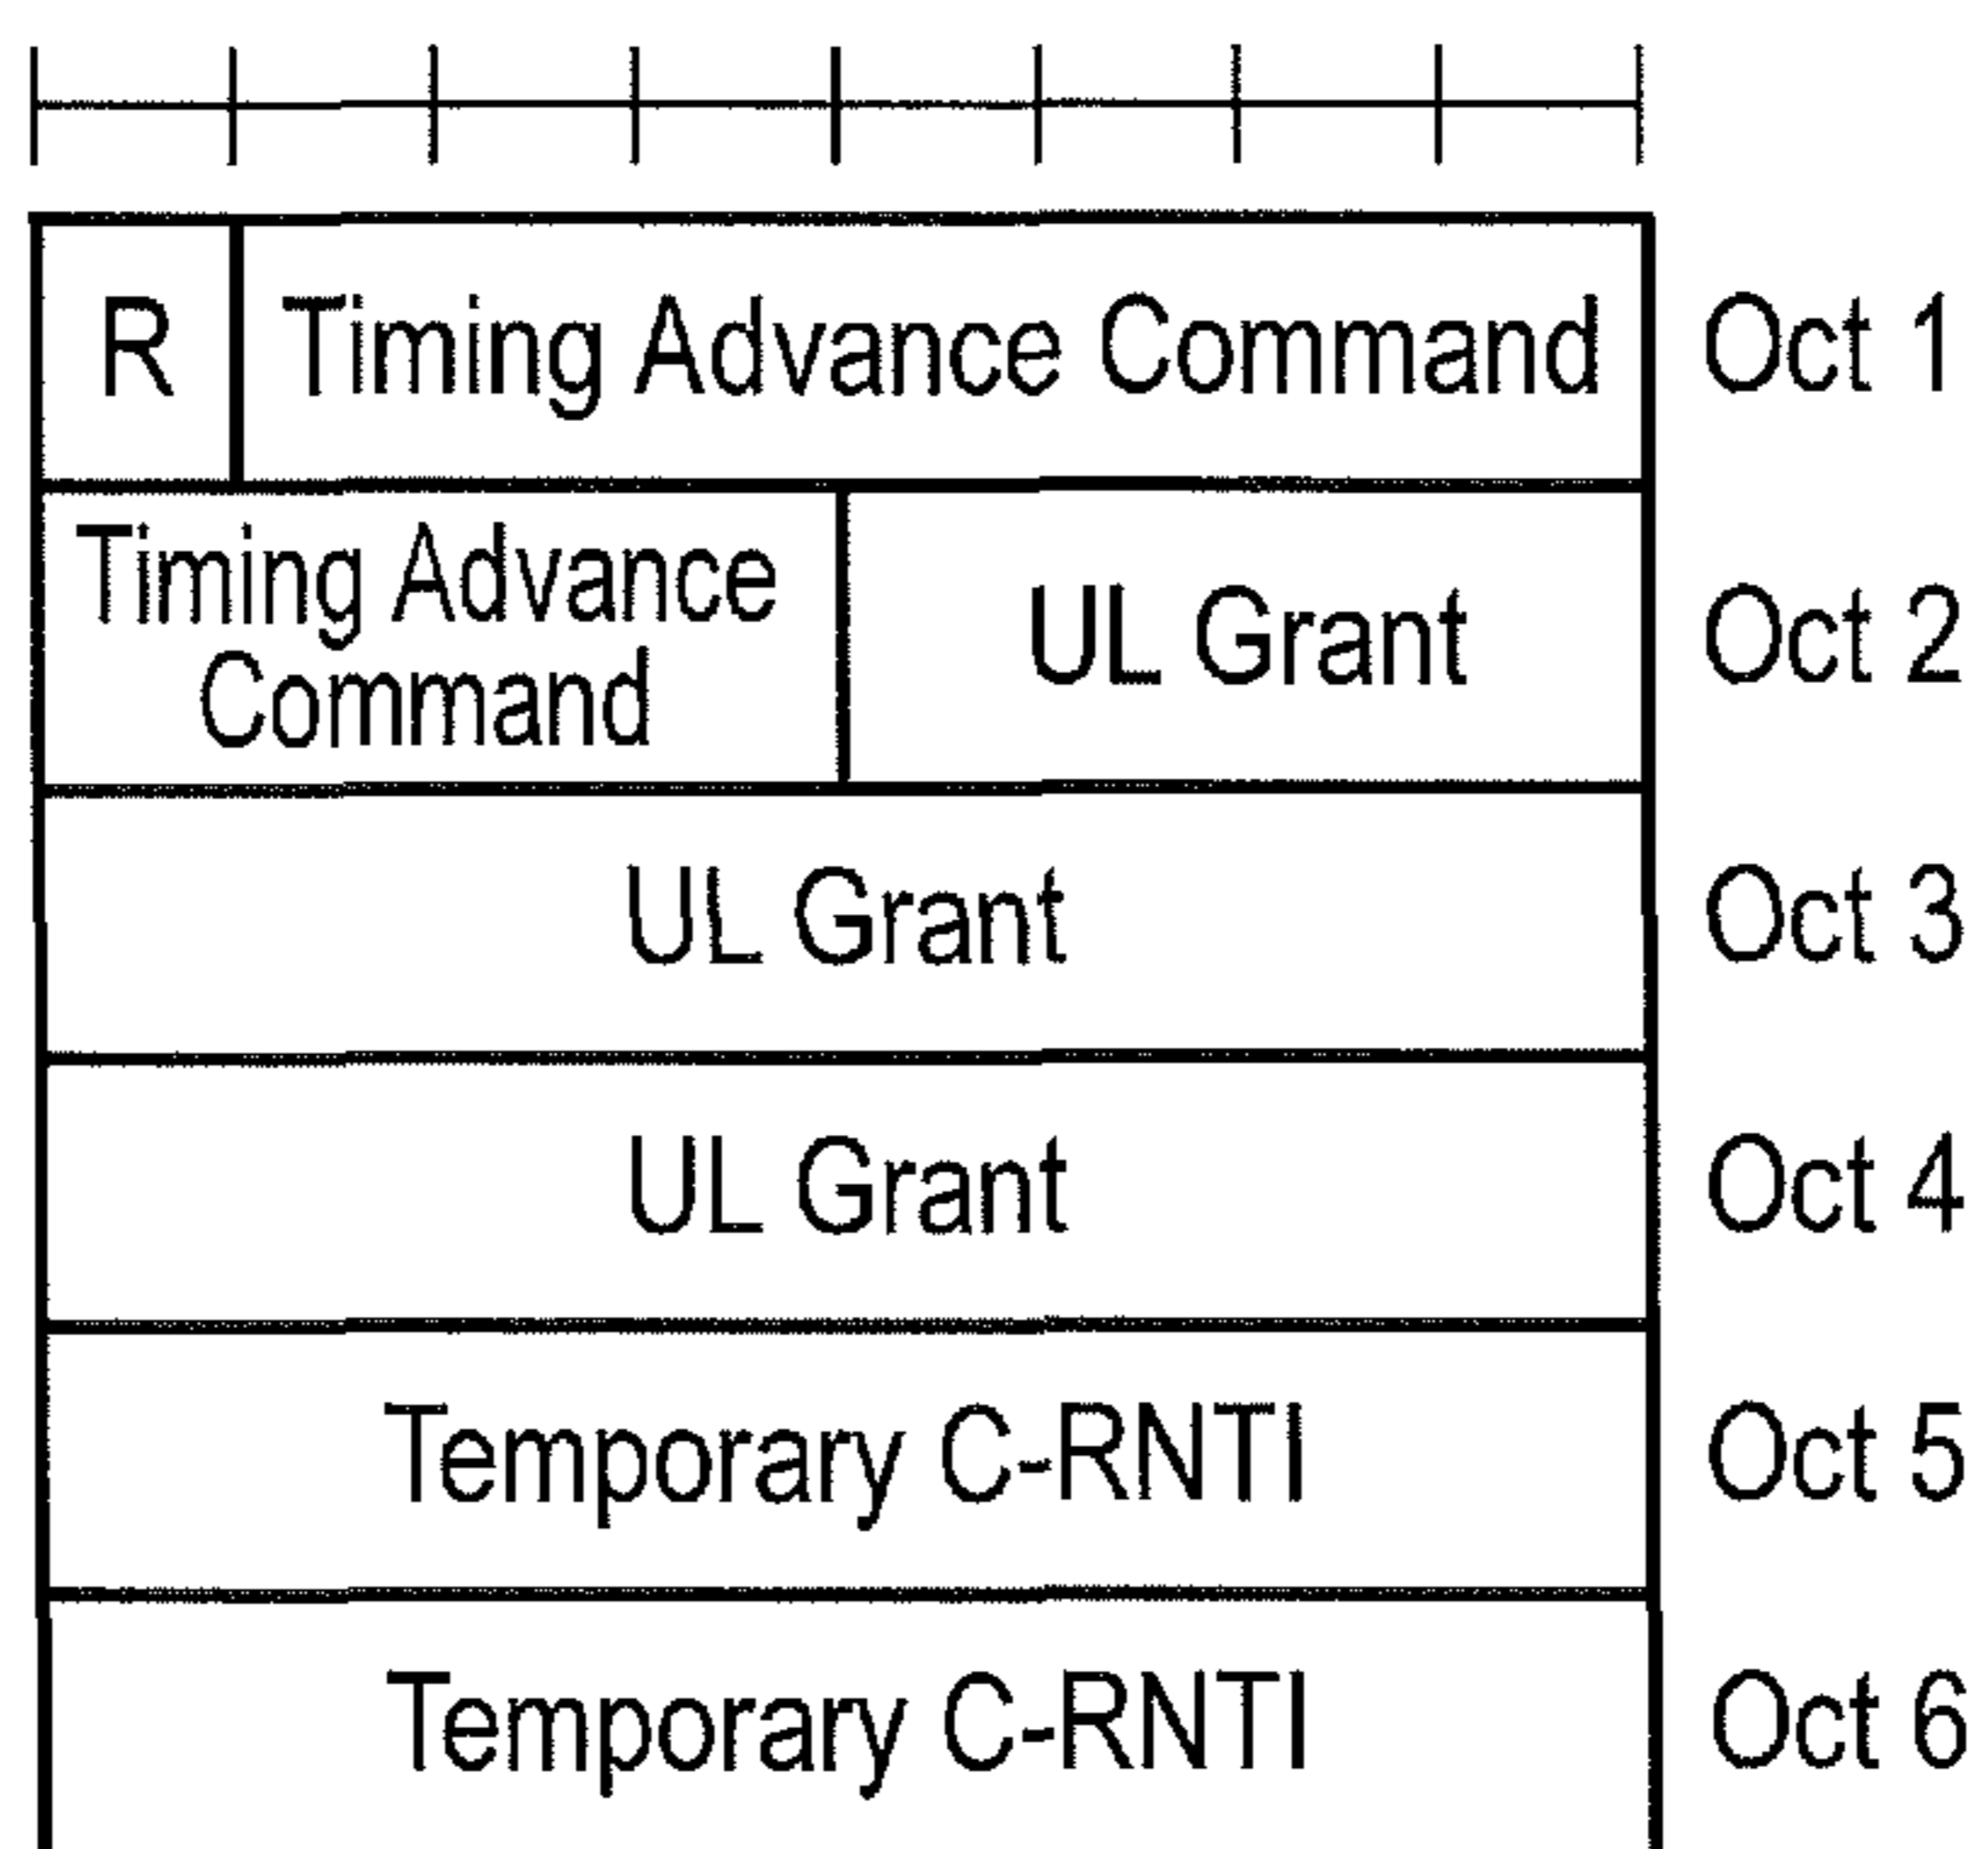 R Timing Advance Command Oct 1
Timing Advance
Command
UL Grant Oct 2
UL Grant Oct 3
UL Grant Oct 4
Temporary C-RNTI Oct 5
Temporary C-RNTI Oct 6